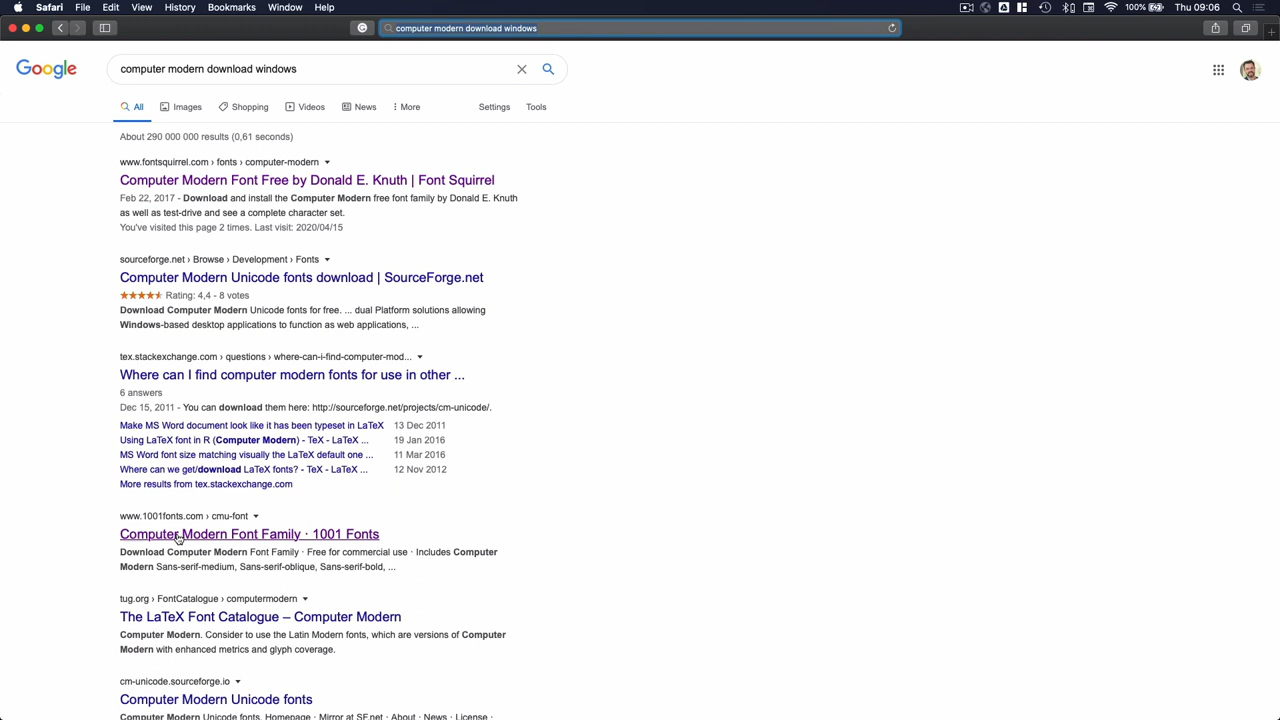 Safari File Edit View History Bookmarks Window Help 100% Thu 09:06
computer modern download windows
Google computer modern download windows
All Images Shopping Videos News More Settings Tools
About 290 000 000 results (0,61 seconds)
www.fontsquirrel.com › fonts › computer-modern
Computer Modern Font Free by Donald E. Knuth | Font Squirrel
Feb 22, 2017 - Download and install the Computer Modern free font family by Donald E. Knuth
as well as test-drive and see a complete character set.
You've visited this page 2 times. Last visit: 2020/04/15
sourceforge.net › Browse › Development › Fonts
Computer Modern Unicode fonts download | SourceForge.net
Rating: 4,4 - 8 votes
Download Computer Modern Unicode fonts for free. ... dual Platform solutions allowing
Windows-based desktop applications to function as web applications, ...
tex.stackexchange.com › questions › where-can-i-find-computer-mod...
Where can I find computer modern fonts for use in other ...
6 answers
Dec 15, 2011 - You can download them here: http://sourceforge.net/projects/cm-unicode/.
Make MS Word document look like it has been typeset in LaTeX 13 Dec 2011
Using LaTeX font in R (Computer Modern) - TeX - LaTeX ... 19 Jan 2016
MS Word font size matching visually the LaTeX default one ... 11 Mar 2016
Where can we get/download LaTeX fonts? - TeX - LaTeX ... 12 Nov 2012
More results from tex.stackexchange.com
www.1001fonts.com › cmu-font
Computer Modern Font Family · 1001 Fonts
Download Computer Modern Font Family · Free for commercial use · Includes Computer
Modern Sans-serif-medium, Sans-serif-oblique, Sans-serif-bold, ...
tug.org › FontCatalogue › computermodern
The LaTeX Font Catalogue – Computer Modern
Computer Modern. Consider to use the Latin Modern fonts, which are versions of Computer
Modern with enhanced metrics and glyph coverage.
cm-unicode.sourceforge.io
Computer Modern Unicode fonts
Computer Modern Unicode fonts. Homepage · Mirror at SF.net · About · News · License ·